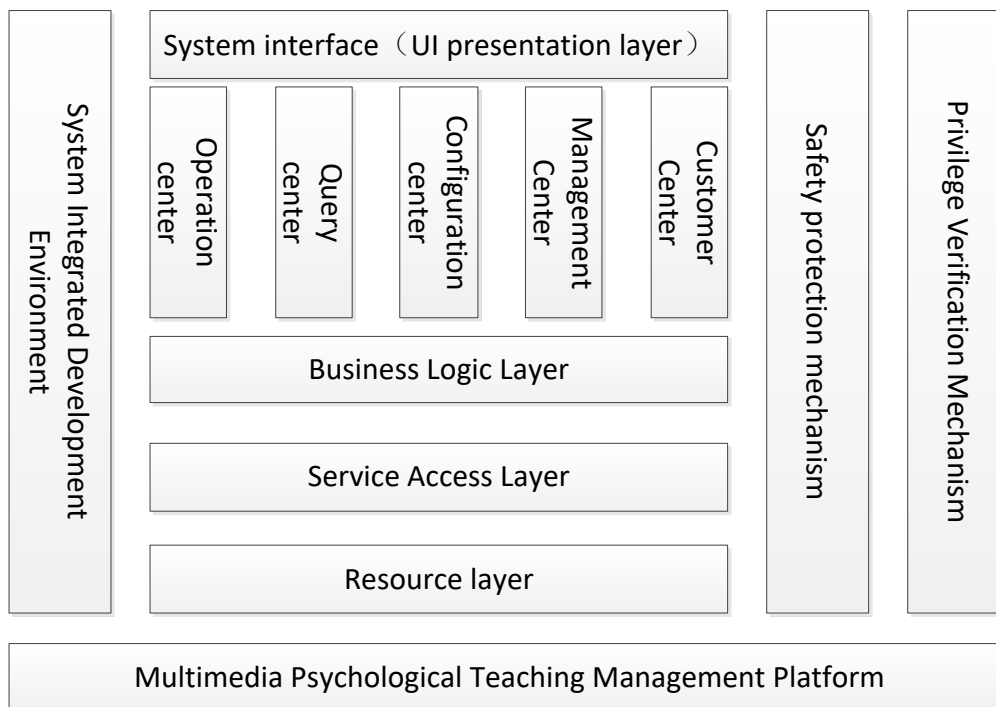 System Integrated Development
Environment
System interface（UI presentation layer）
Operation
center
Query
center
Configuration
center
Management
Center
Customer
Center
Business Logic Layer
Service Access Layer
Resource layer
Safety protection mechanism
Privilege Verification Mechanism
Multimedia Psychological Teaching Management Platform